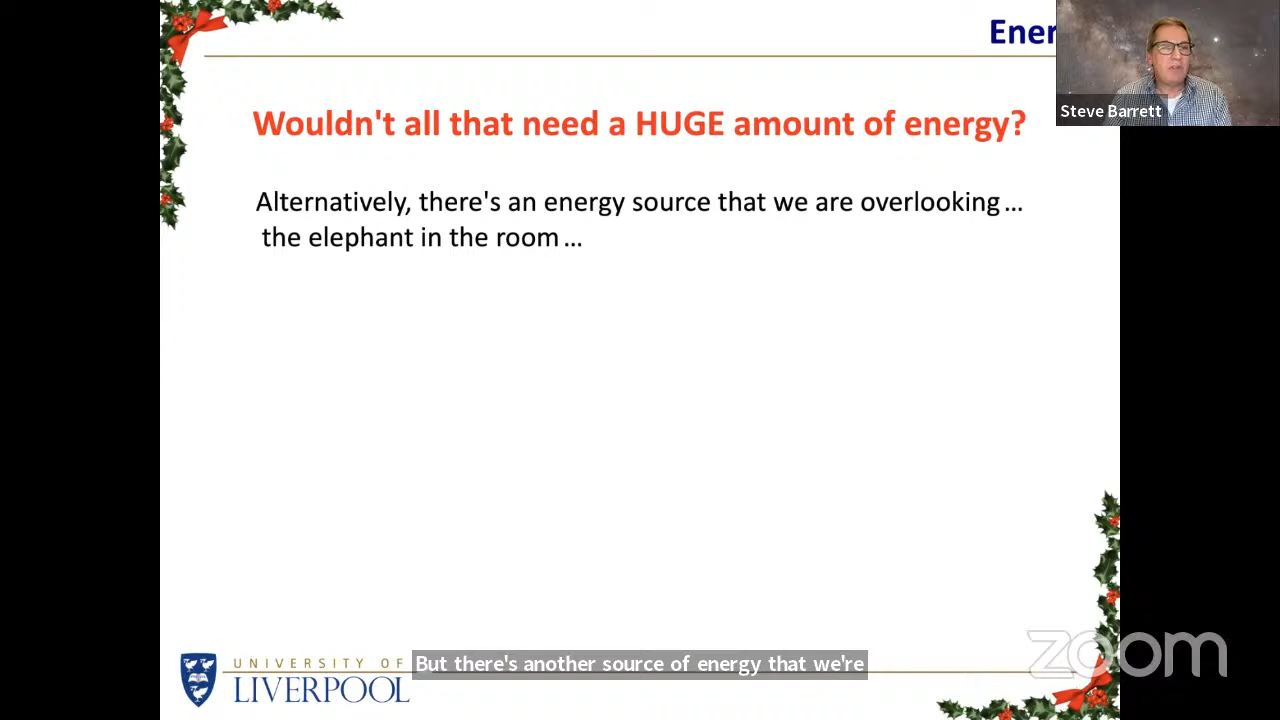 Ener
Steve Barrett
Wouldn't all that need a HUGE amount of energy?
Alternatively, there's an energy source that we are overlooking ...
the elephant in the room ...
UNIVERSITY OF
LIVERPOOL
But there's another source of energy that we're
zoom